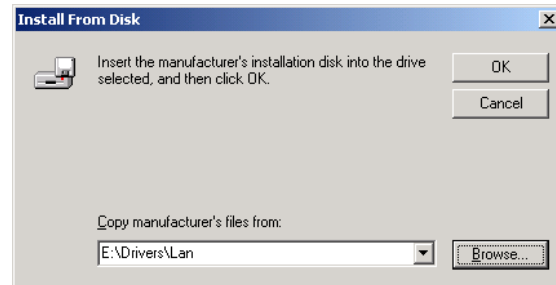 Install From Disk
Insert the manufacturer's installation disk into the drive
selected, and then click OK.
OK
Cancel
Copy manufacturer's files from:
E:\Drivers\Lan
Browse...